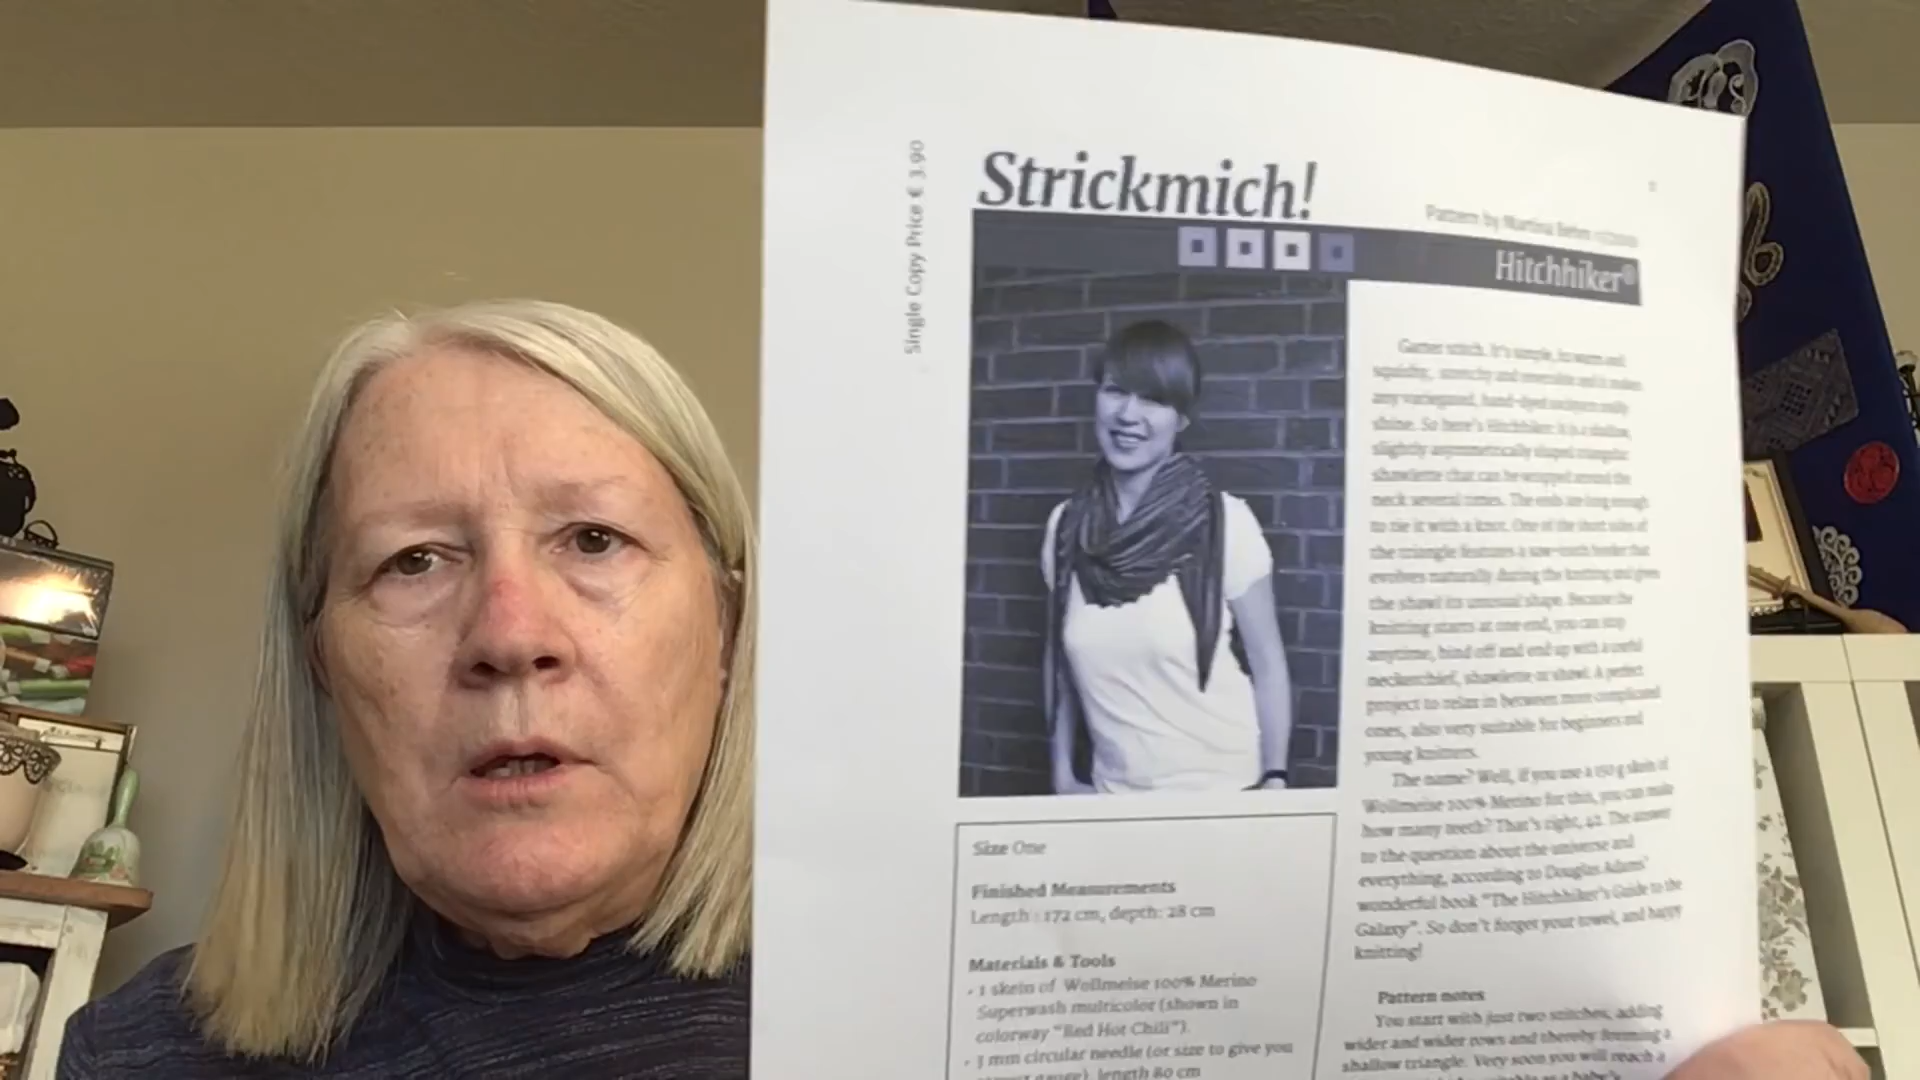 Single Copy Price € 3.90
Strickmich!
Pattern by Martina Behm
Hitchhiker®
Garter stitch. It's simple, its warm and
squishy, stretchy and reversible and it makes
any variegated, hand-dyed
shine. So here's Hitchhiker: It is a shallow,
slightly asymmetrically shaped triangular
shawlette that can be wrapped around the
neck several times. The ends are long enough
to tie it with a knot. One of the short sides of
the triangle features a saw-tooth border that
evolves naturally during the knitting and gives
the shawl its unusual shape. Because the
knitting starts at one end, you can stop
anytime, bind off and end up with a useful
neckerchief, shawlette or shawl. A perfect
project to relax in between more complicated
ones, also very suitable for beginners and
young knitters.
The name? Well, if you use a 150 g skein of
Wollmeise 100% Merino for this, you can make
how many teeth? That's right, 42. The answer
to the question about the universe and
everything, according to Douglas Adams'
wonderful book "The Hitchhiker's Guide to the
Galaxy". So don't forget your towel, and happy
knitting!
Size One
Finished Measurements
Length : 172 cm, depth: 28 cm
Materials & Tools
• 1 skein of Wollmeise 100% Merino
Superwash multicolor (shown in
colorway "Red Hot Chili").
• 3 mm circular needle (or size to give you
gauge), length 80 cm
Pattern notes
You start with just two stitches, adding
wider and wider rows and thereby forming a
shallow triangle. Very soon you will reach a